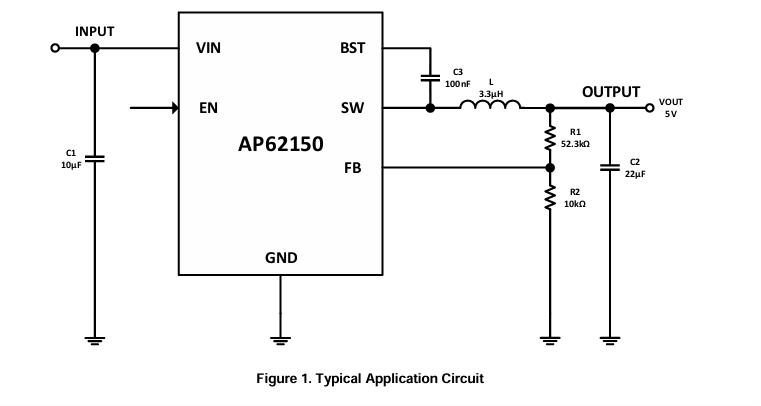 INPUT
VIN
BST
C3
100nF
L
3.3µH
OUTPUT
VOUT
5V
EN
SW
R1
52.3kΩ
AP62150
C1
10µF
FB
C2
22µF
R2
10kΩ
GND
Figure 1. Typical Application Circuit